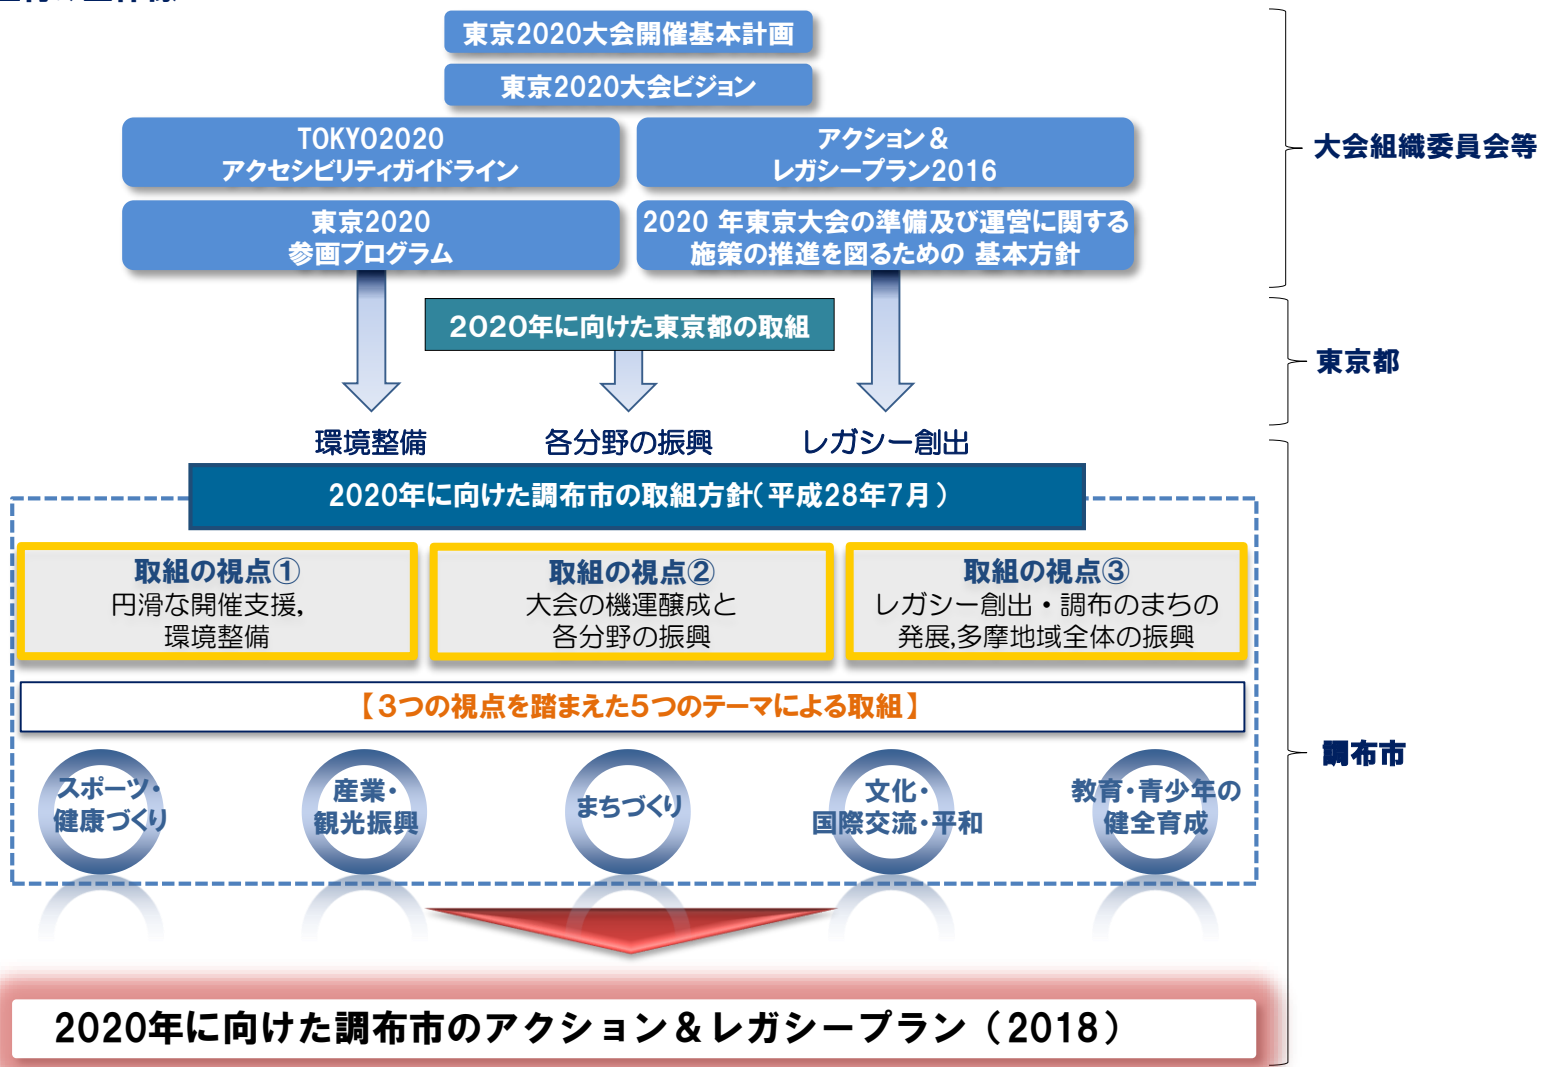 東京2020大会開催基本計画
東京2020大会ビジョン
TOKYO2020
アクセシビリティガイドライン
アクション＆
レガシープラン2016
東京2020
参画プログラム
2020 年東京大会の準備及び運営に関する
施策の推進を図るための 基本方針
大会組織委員会等
2020年に向けた東京都の取組
東京都
環境整備
各分野の振興
レガシー創出
2020年に向けた調布市の取組方針（平成28年7月）
取組の視点①
円滑な開催支援,
環境整備
取組の視点②
大会の機運醸成と
各分野の振興
取組の視点③
レガシー創出・調布のまちの
発展,多摩地域全体の振興
【３つの視点を踏まえた５つのテーマによる取組】
調布市
スポーツ・
健康づくり
産業・
観光振興
まちづくり
文化・
国際交流・平和
教育・青少年の
健全育成
2020年に向けた調布市のアクション＆レガシープラン（2018）